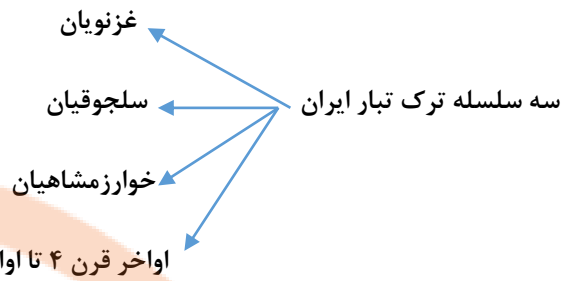 غزنویان
سلجوقیان
سه سلسله ترک تبار ایران
خوارزمشاهیان
اواخر قرن ۴ تا